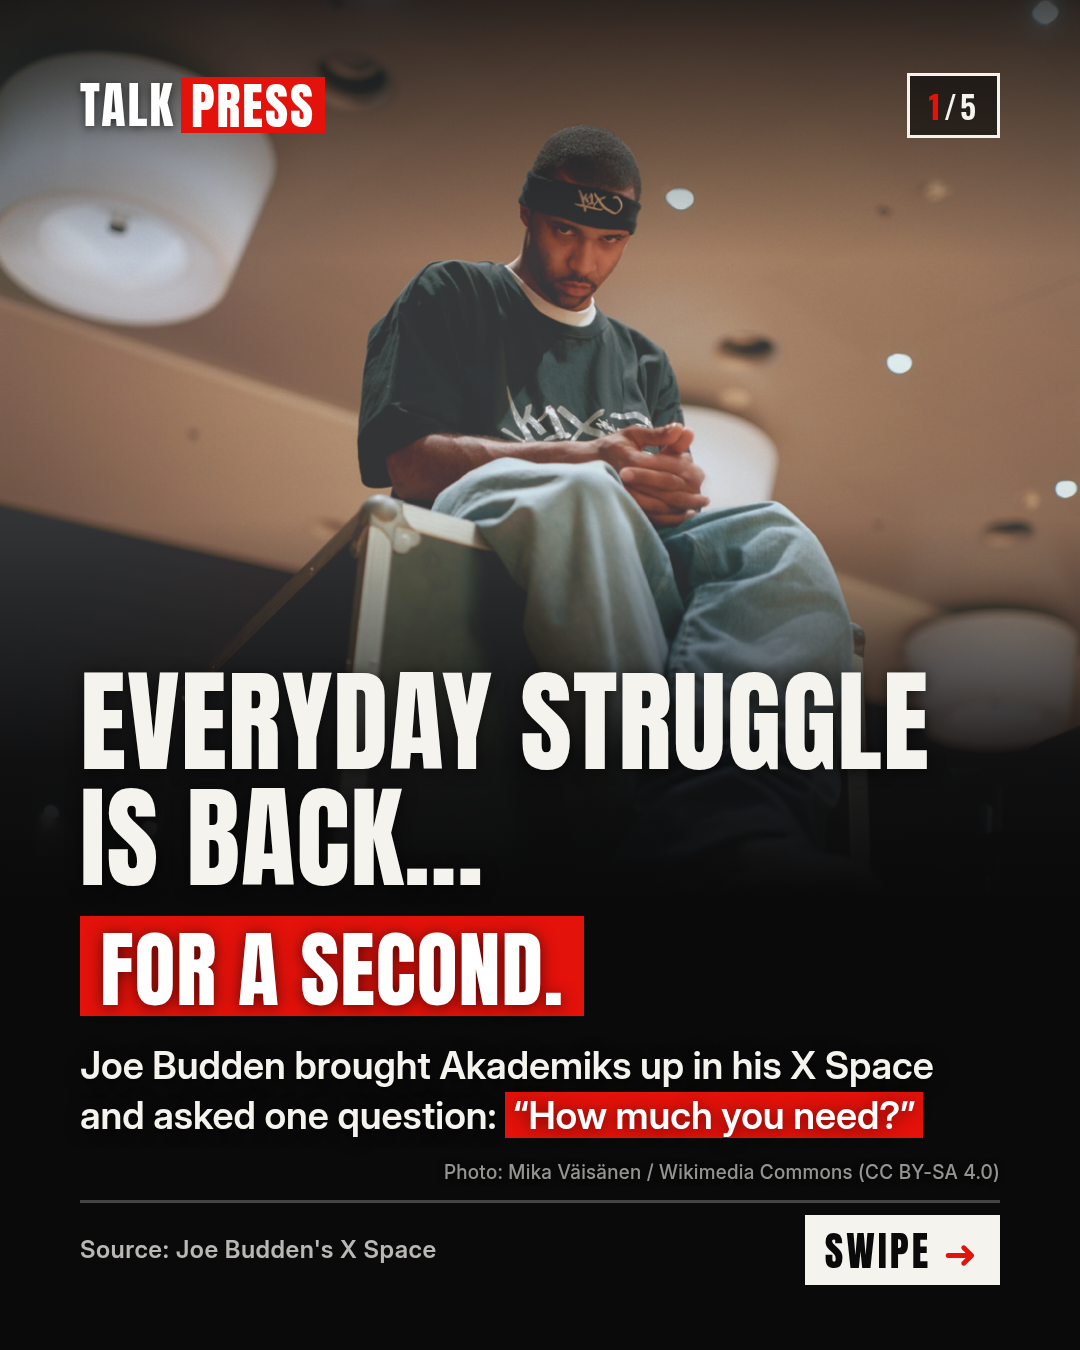 TALK PRESS
1/5
EVERYDAY STRUGGLE
IS BACK...
FOR A SECOND.
Joe Budden brought Akademiks up in his X Space
and asked one question: “How much you need?”
Photo: Mika Väisänen / Wikimedia Commons (CC BY-SA 4.0)
Source: Joe Budden's X Space
SWIPE →